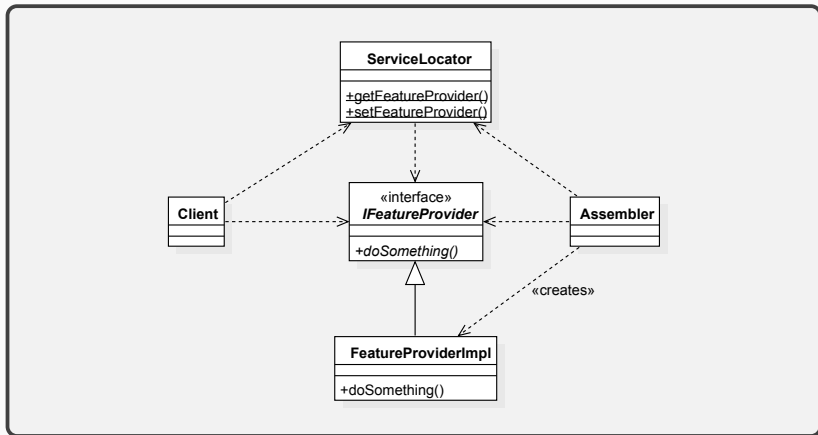 ServiceLocator
+getFeatureProvider()
+setFeatureProvider()
«interface»
IFeatureProvider
+doSomething()
Client
Assembler
«creates»
FeatureProviderImpl
+doSomething()